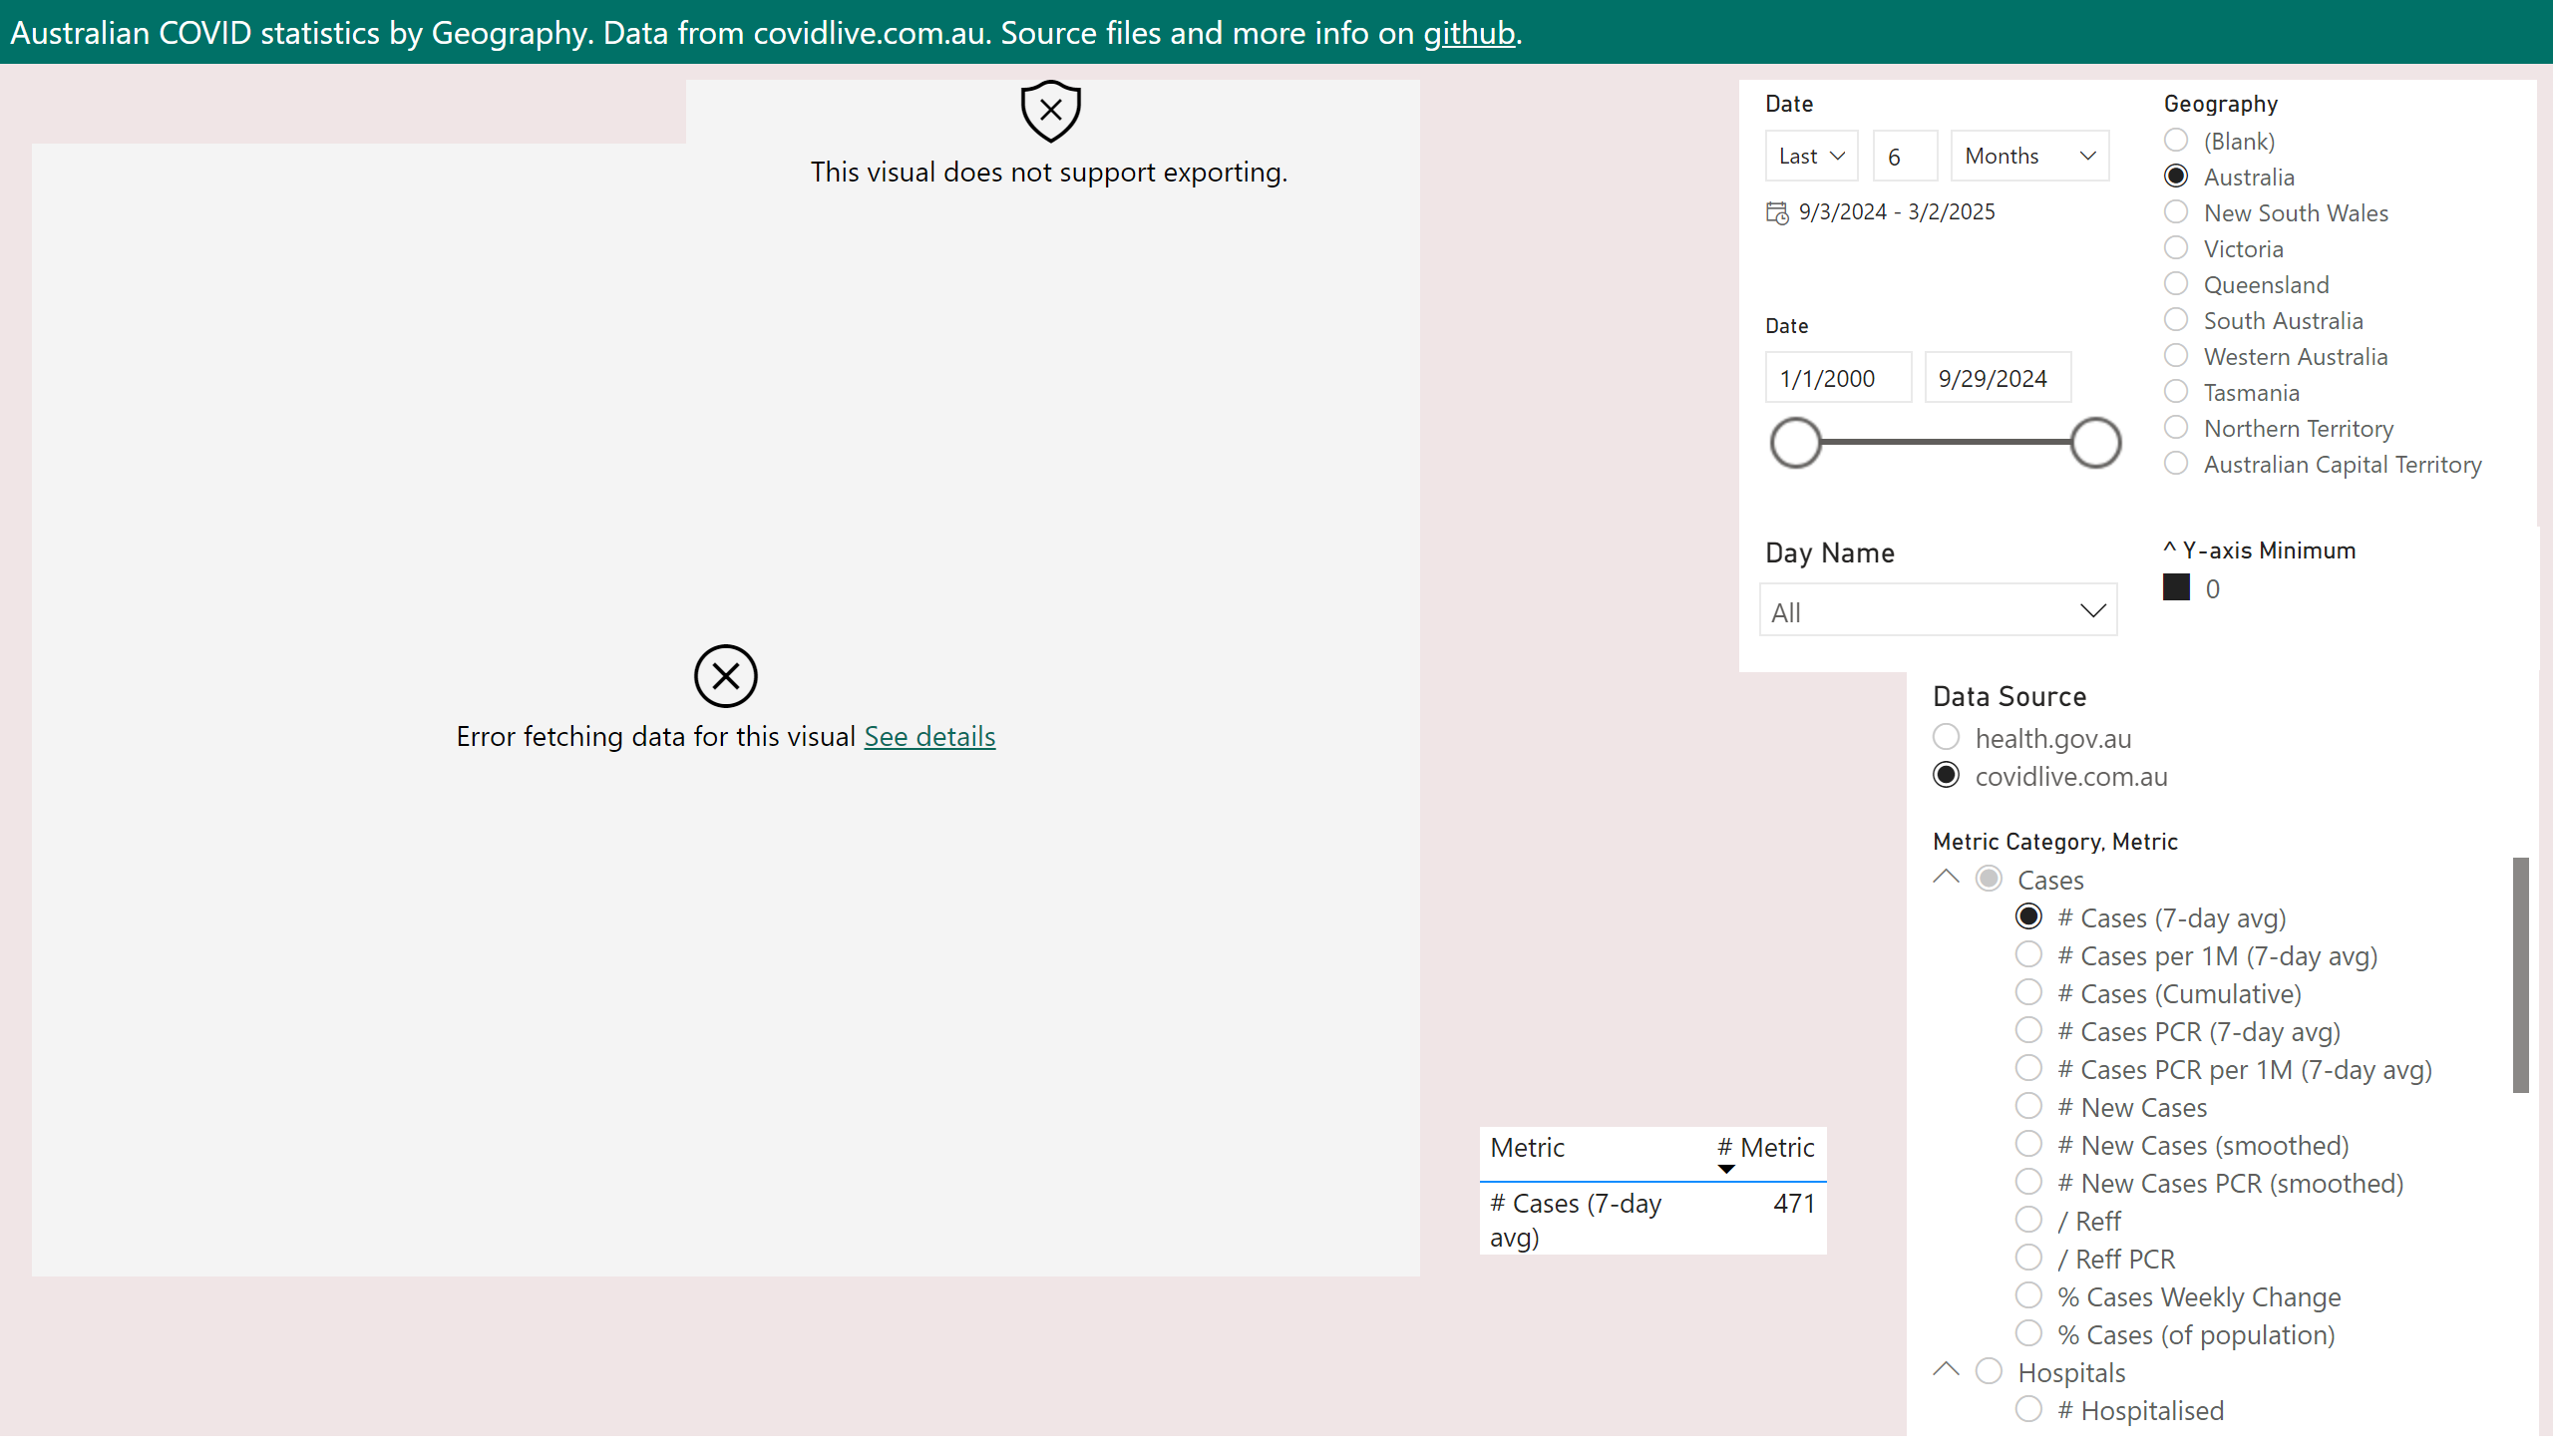 Australian COVID statistics by Geography. Data from covidlive.com.au. Source files and more info on github.
This visual does not support exporting.
Error fetching data for this visual See details
Date
Last
6
Months
9/3/2024 - 3/2/2025
Date
1/1/2000
9/29/2024
Geography
(Blank)
Australia
New South Wales
Victoria
Queensland
South Australia
Western Australia
Tasmania
Northern Territory
Australian Capital Territory
Day Name
All
^ Y-axis Minimum
0
Data Source
health.gov.au
covidlive.com.au
Metric Category, Metric
Cases
# Cases (7-day avg)
# Cases per 1M (7-day avg)
# Cases (Cumulative)
# Cases PCR (7-day avg)
# Cases PCR per 1M (7-day avg)
# New Cases
# New Cases (smoothed)
# New Cases PCR (smoothed)
/ Reff
/ Reff PCR
% Cases Weekly Change
% Cases (of population)
Hospitals
# Hospitalised
Metric # Metric
# Cases (7-day 471
avg)